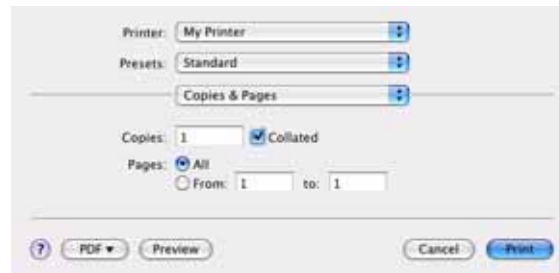 Printer: My Printer
Presets: Standard
Copies & Pages
Copies: 1 Collated
Pages: All
From: 1 to: 1
? PDF▼ Preview Cancel Print